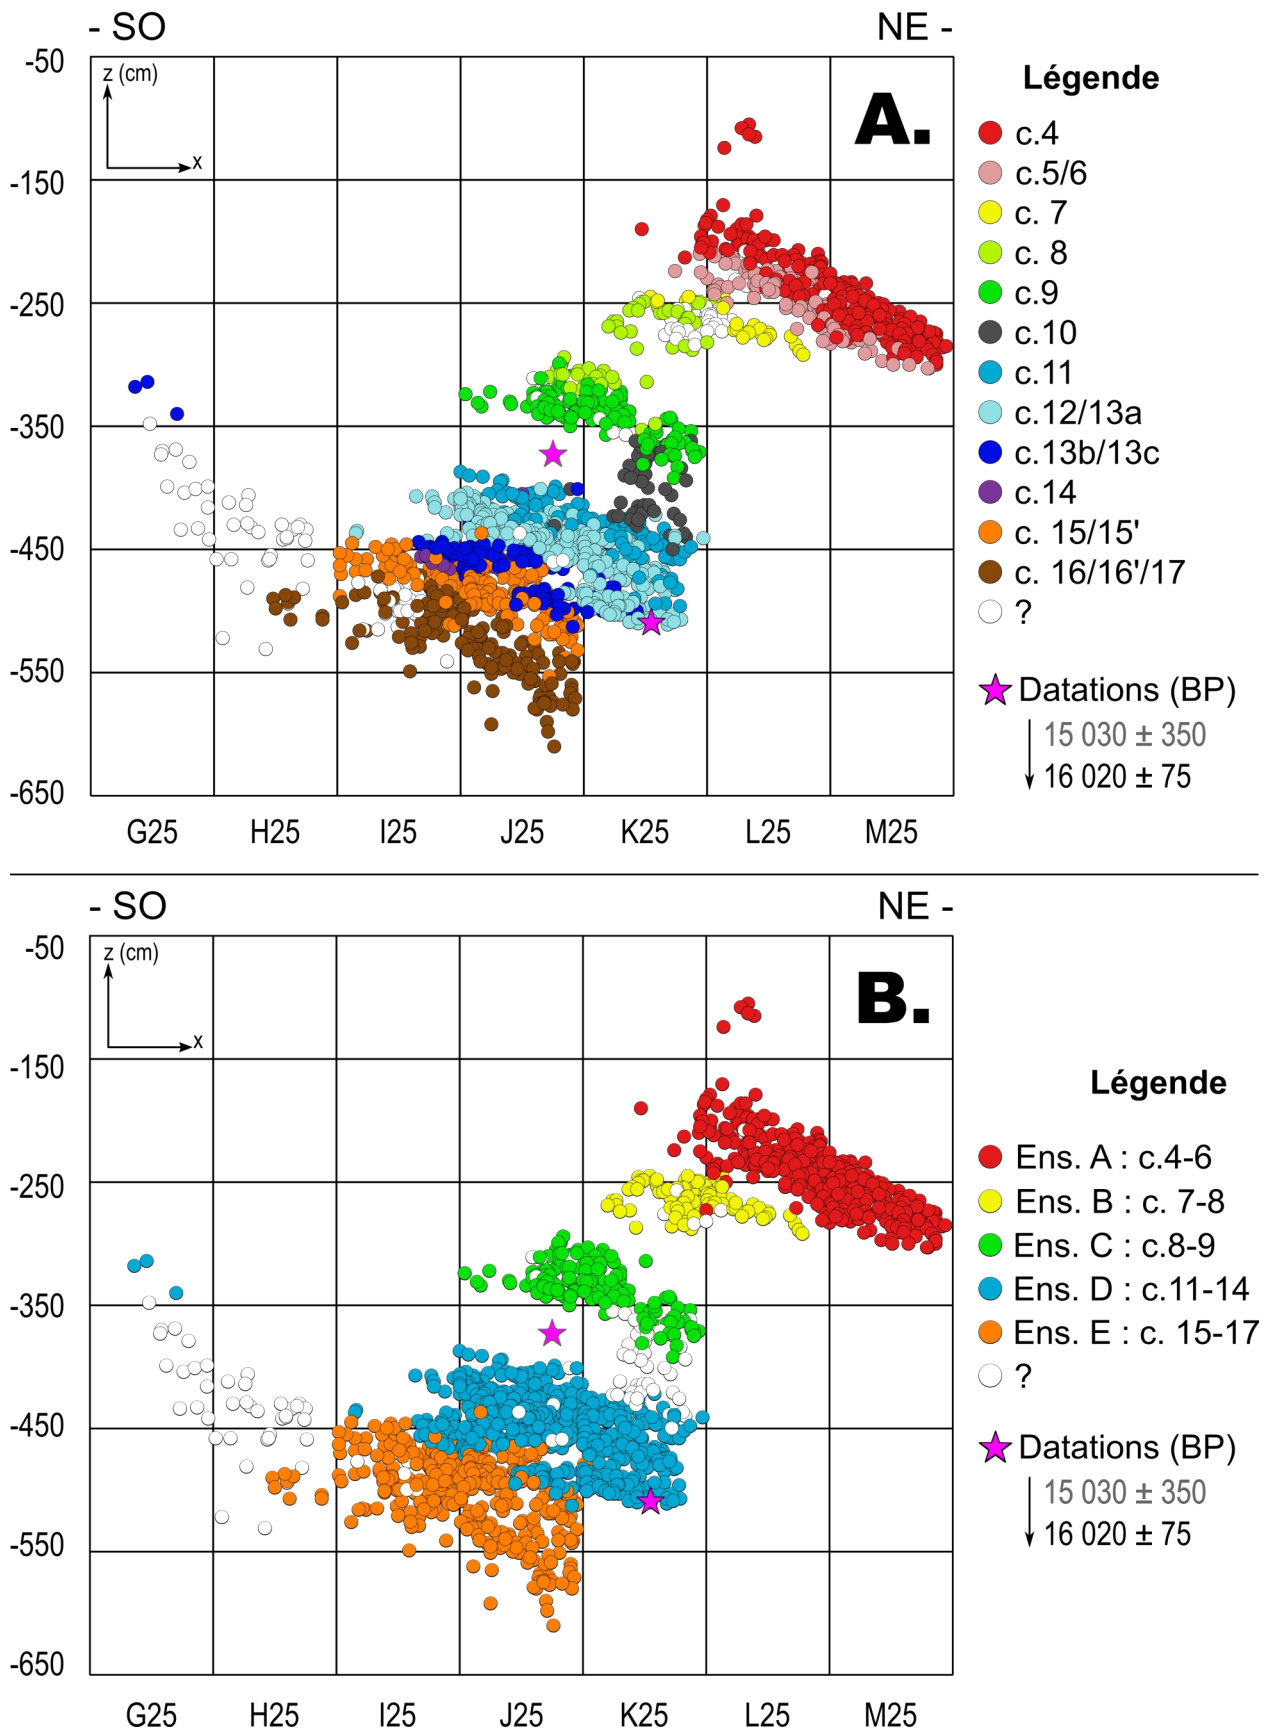 - SO
NE -
-50
-150
-250
-350
-450
-550
-650
z (cm)
x
A.
G25
H25
I25
J25
K25
L25
M25
Légende
c.4
c.5/6
c. 7
c. 8
c.9
c.10
c.11
c.12/13a
c.13b/13c
c.14
c. 15/15'
c. 16/16'/17
?
Datations (BP)
15 030 ± 350
16 020 ± 75
- SO
NE -
-50
-150
-250
-350
-450
-550
-650
z (cm)
x
B.
G25
H25
I25
J25
K25
L25
M25
Légende
Ens. A : c.4-6
Ens. B : c. 7-8
Ens. C : c.8-9
Ens. D : c.11-14
Ens. E : c. 15-17
?
Datations (BP)
15 030 ± 350
16 020 ± 75